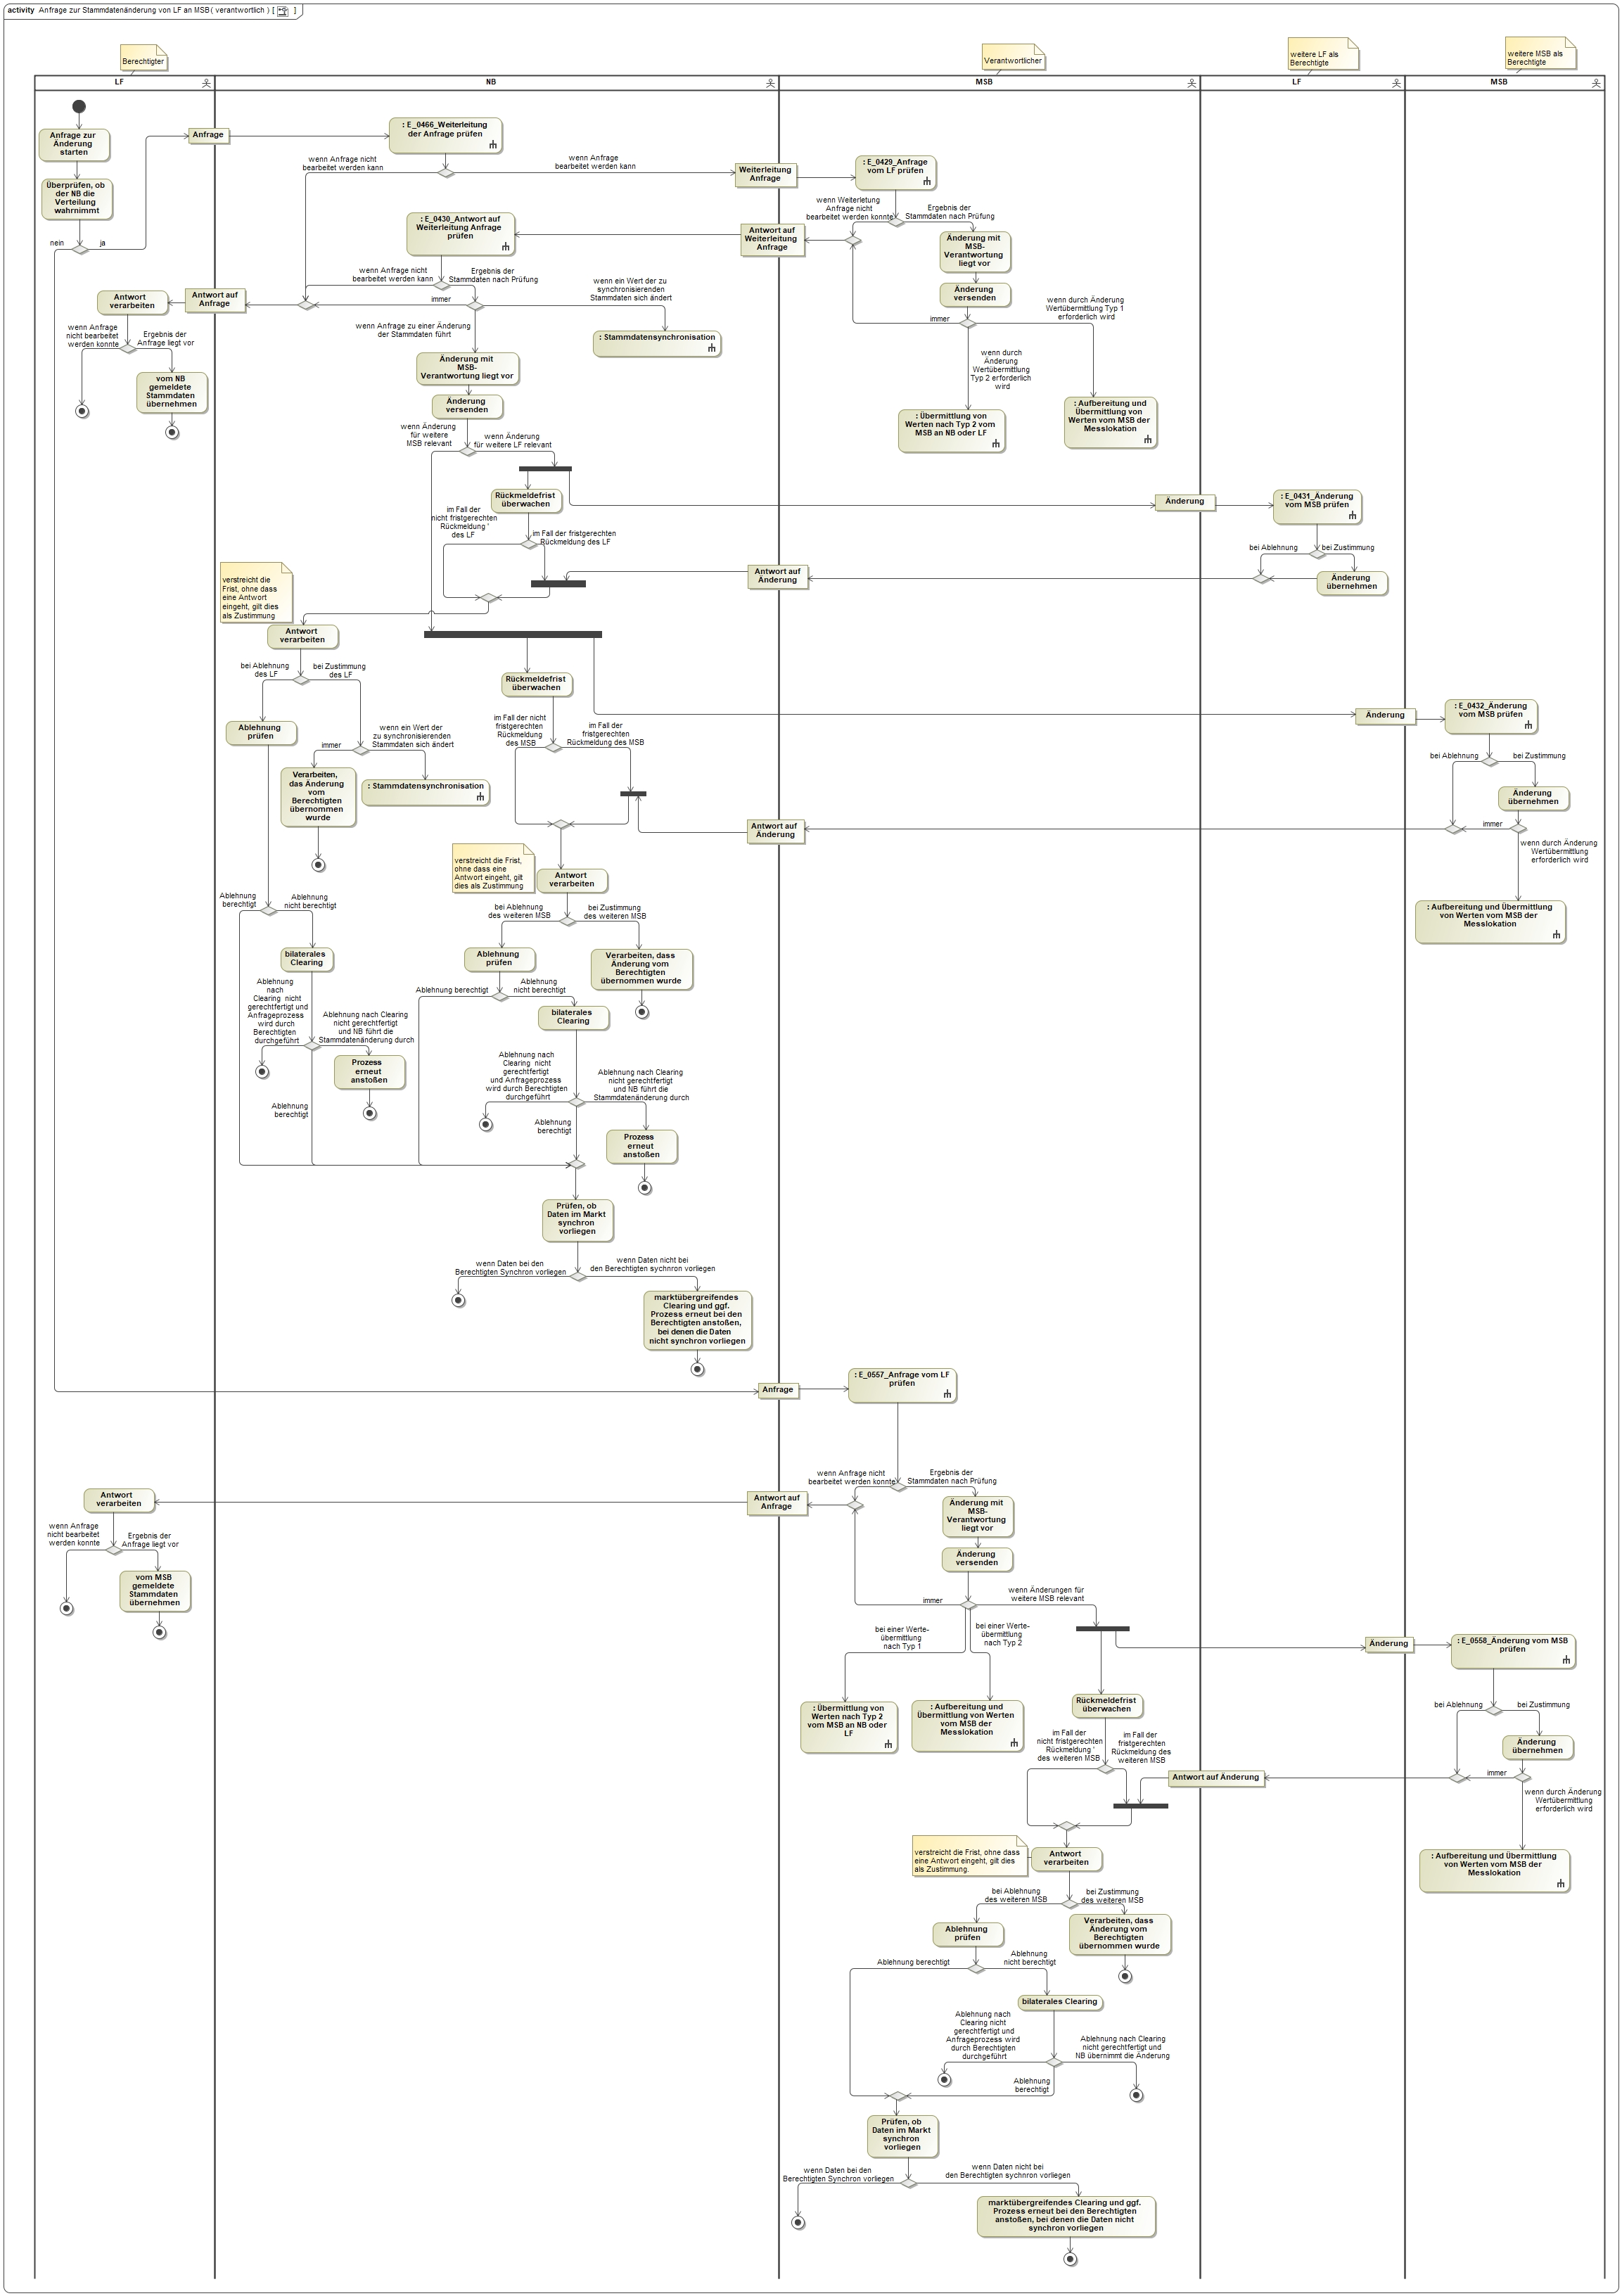 activity Anfrage zur Stammdatenänderung von LF an MSB( verantwortlich ) [ ]
Berechtigter
Verantwortlicher
weitere LF als
Berechtigte
weitere MSB als
Berechtigte
LF
NB
MSB
LF
MSB
Anfrage zur
Änderung
starten
Überprüfen, ob
der NB die
Verteilung
wahrnimmt
nein
ja
Anfrage
: E_0466_Weiterleitung
der Anfrage prüfen
wenn Anfrage nicht
bearbeitet werden kann
wenn Anfrage
bearbeitet werden kann
Weiterleitung
Anfrage
: E_0429_Anfrage
vom LF prüfen
wenn Weiterletung
Anfrage nicht
bearbeitet werden konnte
Ergebnis der
Stammdaten nach Prüfung
Antwort auf
Weiterleitung
Anfrage
: E_0430_Antwort auf
Weiterleitung Anfrage
prüfen
Änderung mit
MSB-
Verantwortung
liegt vor
Änderung
versenden
wenn Anfrage nicht
bearbeitet werden kann
Ergebnis der
Stammdaten nach Prüfung
wenn ein Wert der zu
synchronisierenden
Stammdaten sich ändert
immer
Antwort auf
Anfrage
Antwort
verarbeiten
wenn Anfrage
nicht bearbeitet
werden konnte
Ergebnis der
Anfrage liegt vor
vom NB
gemeldete
Stammdaten
übernehmen
wenn Anfrage zu einer Änderung
der Stammdaten führt
: Stammdatensynchronisation
immer
wenn durch Änderung
Wertübermittlung Typ 1
erforderlich wird
wenn durch
Änderung
Wertübermittlung
Typ 2 erforderlich
wird
Änderung mit
MSB-
Verantwortung liegt vor
Änderung
versenden
: Übermittlung von
Werten nach Typ 2 vom
MSB an NB oder LF
: Aufbereitung und
Übermittlung von
Werten vom MSB der
Messlokation
wenn Änderung
für weitere
MSB relevant
wenn Änderung
für weitere LF relevant
Rückmeldefrist
überwachen
Änderung
: E_0431_Änderung
vom MSB prüfen
im Fall der
nicht fristgerechten
Rückmeldung '
des LF
im Fall der fristgerechten
Rückmeldung des LF
bei Ablehnung
bei Zustimmung
Antwort auf
Änderung
Änderung
übernehmen
verstreicht die
Frist, ohne dass
eine Antwort
eingeht, gilt dies
als Zustimmung
Antwort
verarbeiten
bei Ablehnung
des LF
bei Zustimmung
des LF
Rückmeldefrist
überwachen
Änderung
: E_0432_Änderung
vom MSB prüfen
Ablehnung
prüfen
immer
wenn ein Wert der
zu synchronisierenden
Stammdaten sich ändert
im Fall der nicht
fristgerechten
Rückmeldung
des MSB
im Fall der
fristgerechten
Rückmeldung des MSB
bei Ablehnung
bei Zustimmung
Verarbeiten,
das Änderung
vom
Berechtigten
übernommen
wurde
: Stammdatensynchronisation
Änderung
übernehmen
Antwort auf
Änderung
immer
wenn durch Änderung
Wertübermittlung
erforderlich wird
verstreicht die Frist,
ohne dass eine
Antwort eingeht, gilt
dies als Zustimmung
Antwort
verarbeiten
Ablehnung
berechtigt
Ablehnung
nicht berechtigt
bei Ablehnung
des weiteren MSB
bei Zustimmung
des weiteren MSB
: Aufbereitung und Übermittlung
von Werten vom MSB der
Messlokation
bilaterales
Clearing
Ablehnung
prüfen
Verarbeiten, dass
Änderung vom
Berechtigten
übernommen wurde
Ablehnung
nach
Clearing nicht
gerechtfertigt und
Anfrageprozess
wird durch
Berechtigten
durchgeführt
Ablehnung nach Clearing
nicht gerechtfertigt
und NB führt die
Stammdatenänderung durch
Ablehnung berechtigt
Ablehnung
nicht berechtigt
bilaterales
Clearing
Prozess
erneut
anstoßen
Ablehnung
berechtigt
Ablehnung nach
Clearing nicht
gerechtfertigt
und Anfrageprozess
wird durch Berechtigten
durchgeführt
Ablehnung nach Clearing
nicht gerechtfertigt
und NB führt die
Stammdatenänderung durch
Ablehnung
berechtigt
Prozess
erneut
anstoßen
Prüfen, ob
Daten im Markt
synchron
vorliegen
wenn Daten bei den
Berechtigten Synchron vorliegen
wenn Daten nicht bei
den Berechtigten sychnron vorliegen
marktübergreifendes
Clearing und ggf.
Prozess erneut bei den
Berechtigten anstoßen,
bei denen die Daten
nicht synchron vorliegen
Anfrage
: E_0557_Anfrage vom LF
prüfen
wenn Anfrage nicht
bearbeitet werden konnte
Ergebnis der
Stammdaten nach Prüfung
Antwort
verarbeiten
Antwort auf
Anfrage
Änderung mit
MSB-
Verantwortung
liegt vor
wenn Anfrage
nicht bearbeitet
werden konnte
Ergebnis der
Anfrage liegt vor
Änderung
versenden
vom MSB
gemeldete
Stammdaten
übernehmen
immer
wenn Änderungen für
weitere MSB relevant
bei einer Werte-
übermittlung
nach Typ 1
bei einer Werte-
übermittlung
nach Typ 2
Änderung
: E_0558_Änderung vom MSB
prüfen
: Übermittlung von
Werten nach Typ 2
vom MSB an NB oder
LF
: Aufbereitung und
Übermittlung von Werten
vom MSB der
Messlokation
Rückmeldefrist
überwachen
bei Ablehnung
bei Zustimmung
im Fall der
nicht fristgerechten
Rückmeldung '
des weiteren MSB
im Fall der
fristgerechten
Rückmeldung des
weiteren MSB
Änderung
übernehmen
Antwort auf Änderung
immer
wenn durch Änderung
Wertübermittlung
erforderlich wird
verstreicht die Frist, ohne dass
eine Antwort eingeht, gilt dies
als Zustimmung.
Antwort
verarbeiten
: Aufbereitung und Übermittlung
von Werten vom MSB der
Messlokation
bei Ablehnung
des weiteren MSB
bei Zustimmung
des weiteren MSB
Ablehnung
prüfen
Verarbeiten, dass
Änderung vom
Berechtigten
übernommen wurde
Ablehnung berechtigt
Ablehnung
nicht berechtigt
bilaterales Clearing
Ablehnung nach
Clearing nicht
gerechtfertigt und
Anfrageprozess wird
durch Berechtigten
durchgeführt
Ablehnung nach Clearing
nicht gerechtfertigt und
NB übernimmt die Änderung
Ablehnung
berechtigt
Prüfen, ob
Daten im Markt
synchron
vorliegen
wenn Daten bei den
Berechtigten Synchron vorliegen
wenn Daten nicht bei
den Berechtigten sychnron vorliegen
marktübergreifendes Clearing und ggf.
Prozess erneut bei den Berechtigten
anstoßen, bei denen die Daten nicht
synchron vorliegen